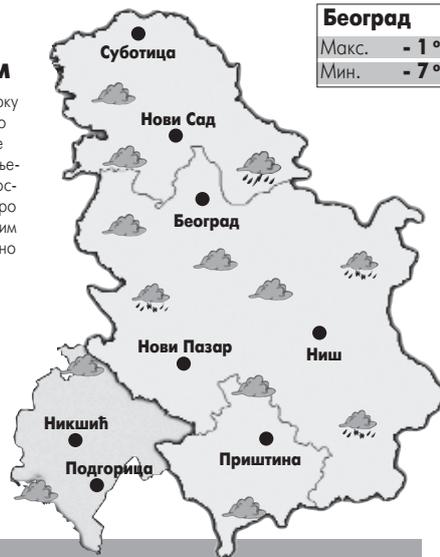 Београд
Макс. - 1 º
Мин. - 7 º
Суботица
Нови Сад
Београд
Нови Пазар
Ниш
Никшић
Приштина
Подгорица